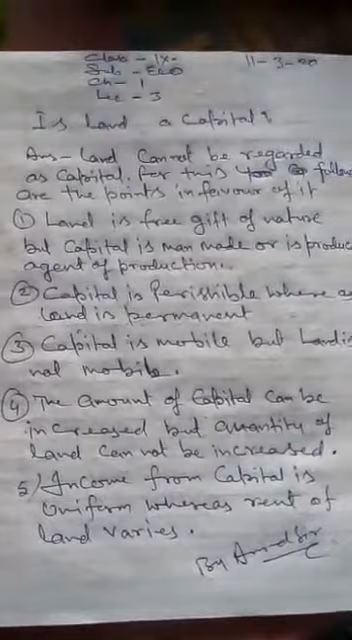 Class - IX-
11-3-20
Sub - ECO
Ch - 1
Lec - 3
Is Land a Capital?
Ans- Land Cannot be regarded
as Capital. For this follow
are the points in favour of it
① Land is free gift of nature
but Capital is man made or is produc
agent of production.
② Capital is Perishible where as
Land is permanent
③ Capital is mobile but Land is
not mobile.
④ The amount of Capital can be
increased but quantity of
land can not be increased.
5) Income from Capital is
Uniform whereas rent of
land varies.
By Sir